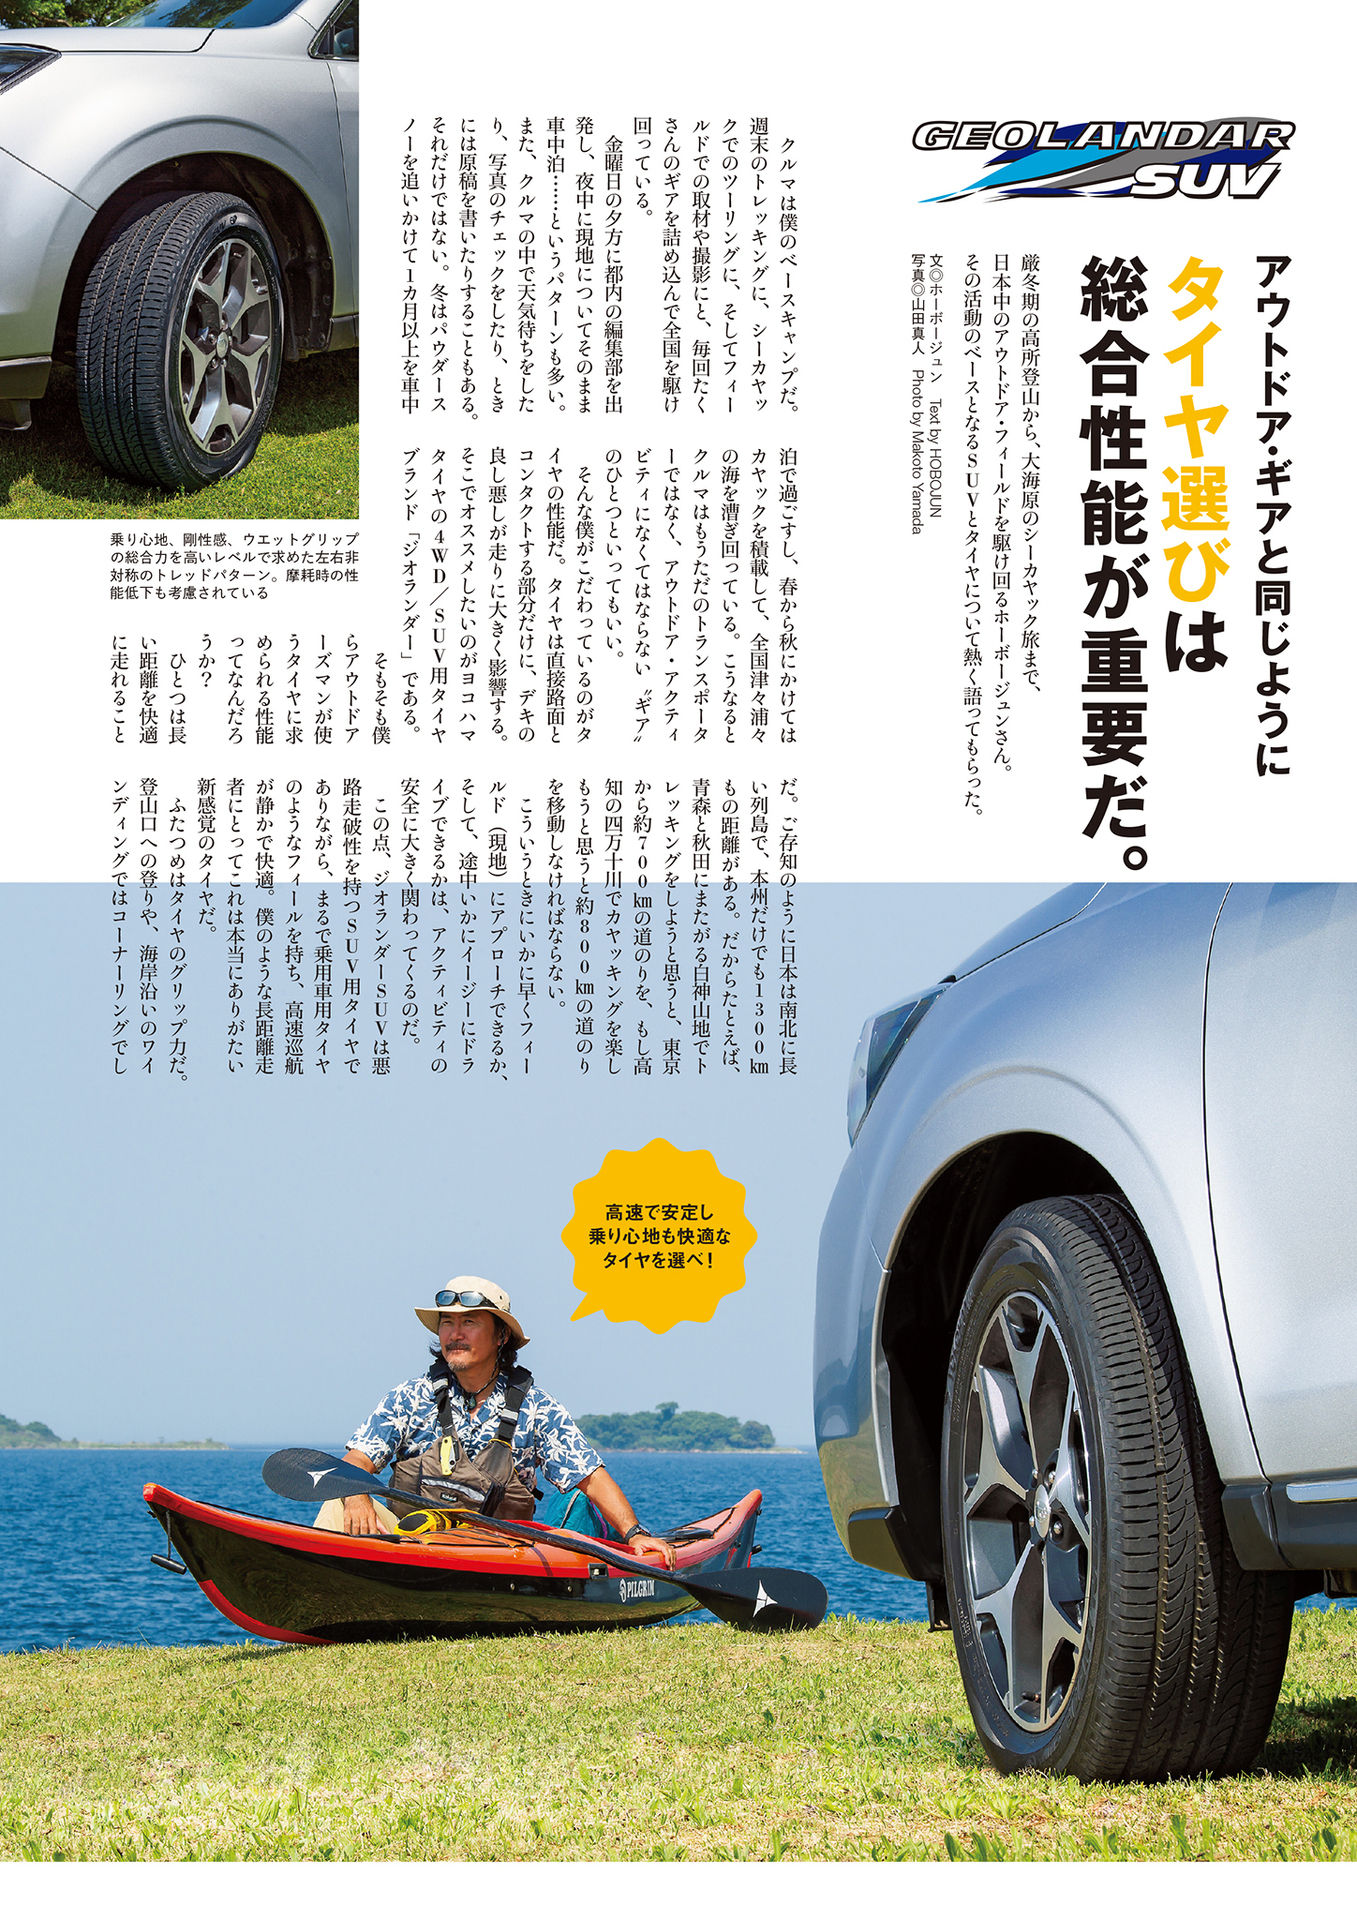 GEOLANDAR
SUV
アウトドア・ギアと同じように
タイヤ選びは
総合性能が重要だ。
厳冬期の高所登山から、大海原のシーカヤック旅まで、
日本中のアウトドア・フィールドを駆け回るホーボージュンさん。
その活動のベースとなるＳＵＶとタイヤについて熱く語ってもらった。
文◎ホーボージュン　Text by HOBOJUN
写真◎山田真人　Photo by Makoto Yamada
クルマは僕のベースキャンプだ。
週末のトレッキングに、シーカヤッ
クでのツーリングに、そしてフィー
ルドでの取材や撮影にと、毎回たく
さんのギアを詰め込んで全国を駆け
回っている。
金曜日の夕方に都内の編集部を出
発し、夜中に現地についてそのまま
車中泊……というパターンも多い。
また、クルマの中で天気待ちをした
り、写真のチェックをしたり、とき
には原稿を書いたりすることもある。
それだけではない。冬はパウダース
ノーを追いかけて1カ月以上を車中
泊で過ごすし、春から秋にかけては
カヤックを積載して、全国津々浦々
の海を漕ぎ回っている。こうなると
クルマはもうただのトランスポータ
ーではなく、アウトドア・アクティ
ビティになくてはならない〝ギア〟
のひとつといってもいい。
そんな僕がこだわっているのがタ
イヤの性能だ。タイヤは直接路面と
コンタクトする部分だけに、デキの
良し悪しが走りに大きく影響する。
そこでオススメしたいのがヨコハマ
タイヤの4WD／SUV用タイヤ
ブランド「ジオランダー」である。
そもそも僕
らアウトドア
ーズマンが使
うタイヤに求
められる性能
ってなんだろ
うか？
ひとつは長
い距離を快適
に走れること
だ。ご存知のように日本は南北に長
い列島で、本州だけでも1300㎞
もの距離がある。だからたとえば、
青森と秋田にまたがる白神山地でト
レッキングをしようと思うと、東京
から約700㎞の道のりを、もし高
知の四万十川でカヤッキングを楽し
もうと思うと約800㎞の道のり
を移動しなければならない。
こういうときにいかに早くフィー
ルド（現地）にアプローチできるか、
そして、途中いかにイージーにドラ
イブできるかは、アクティビティの
安全に大きく関わってくるのだ。
この点、ジオランダーSUVは悪
路走破性を持つSUV用タイヤで
ありながら、まるで乗用車用タイヤ
のようなフィールを持ち、高速巡航
が静かで快適。僕のような長距離走
者にとってこれは本当にありがたい
新感覚のタイヤだ。
ふたつめはタイヤのグリップ力だ。
登山口への登りや、海岸沿いのワイ
ンディングではコーナーリングでし
乗り心地、剛性感、ウエットグリップ
の総合力を高いレベルで求めた左右非
対称のトレッドパターン。摩耗時の性
能低下も考慮されている
高速で安定し
乗り心地も快適な
タイヤを選べ！
PILGRIM